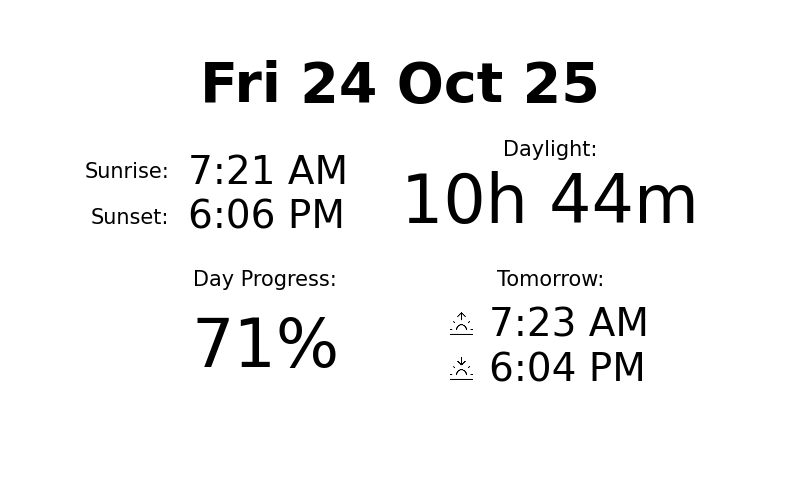 Fri 24 Oct 25
Sunrise: 7:21 AM
Sunset: 6:06 PM
Daylight:
10h 44m
Day Progress:
71%
Tomorrow:
7:23 AM
6:04 PM